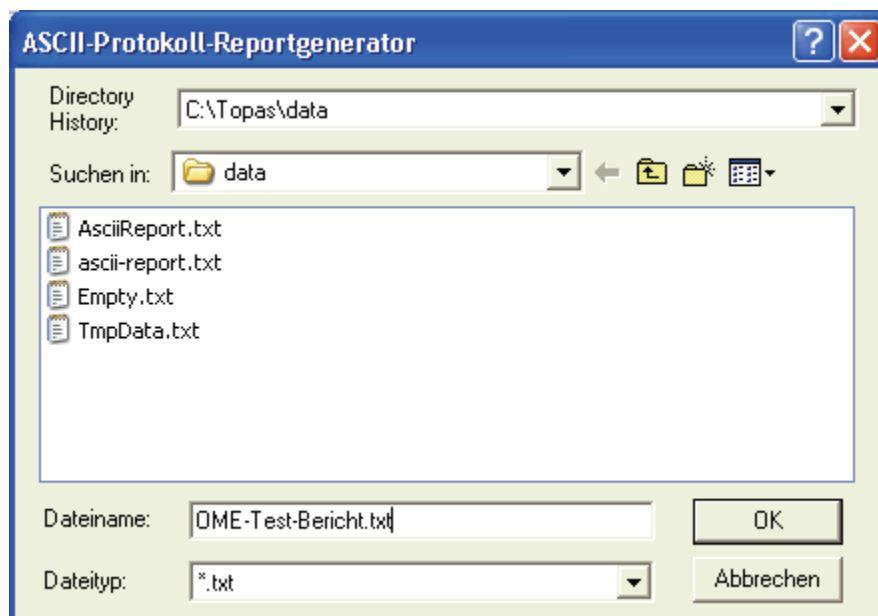 ASCII-Protokoll-Reportgenerator
Directory
History:
C:\Topas\data
Suchen in:
data
AsciiReport.txt
ascii-report.txt
Empty.txt
TmpData.txt
Dateiname:
OME-Test-Bericht.txt
OK
Dateityp:
*.txt
Abbrechen